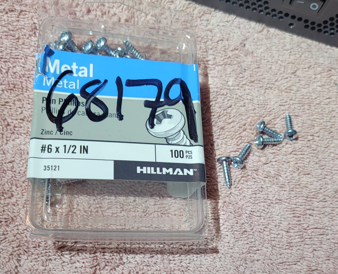 Metal
Metal
68179
Pan Phillips
Zinc / Zinc
#6 x 1/2 IN
100 PCS
35121
HILLMAN